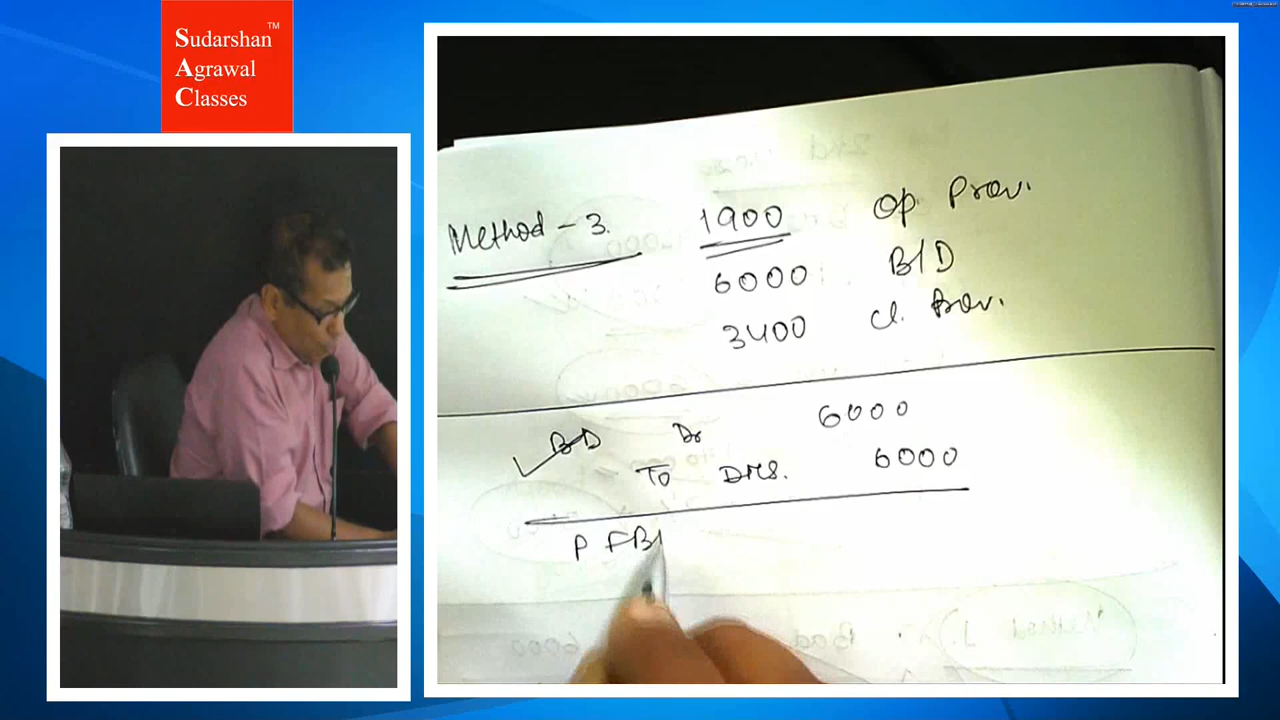 Sudarshan™
Agrawal
Classes
Method - 3. 1900 Op Prov.
6000 B/D
3400 Cl. Prov.
B/D Dr 6000
To Drs. 6000
P F B/